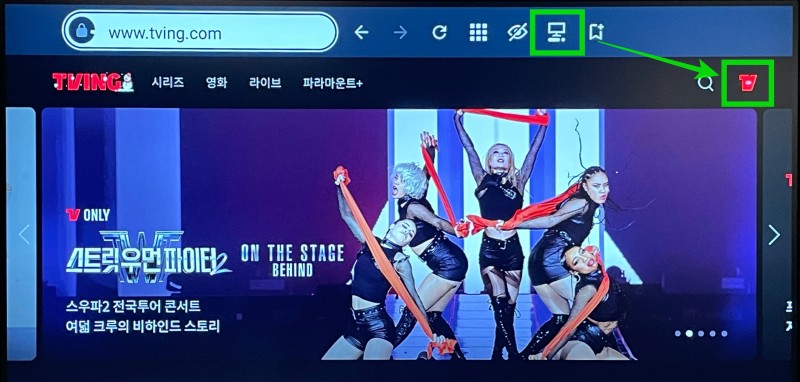 www.tving.com
TVING 시리즈 영화 라이브 파라마운트+
ONLY
스트릿 우먼 파이터2
ON THE STAGE
BEHIND
스우파2 전국투어 콘서트
여덟 크루의 비하인드 스토리